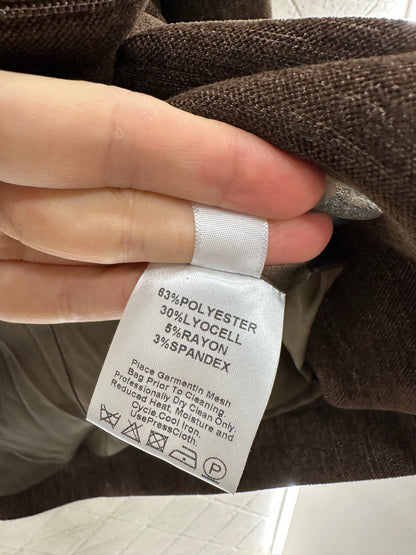 63%POLYESTER
30%LYOCELL
5%RAYON
3%SPANDEX
Place Garmentin Mesh
Bag Prior To Cleaning.
Professionally Dry Clean Only.
Reduced Heat, Moisture and
Cycle.Cool Iron.
UsePressCloth.
P